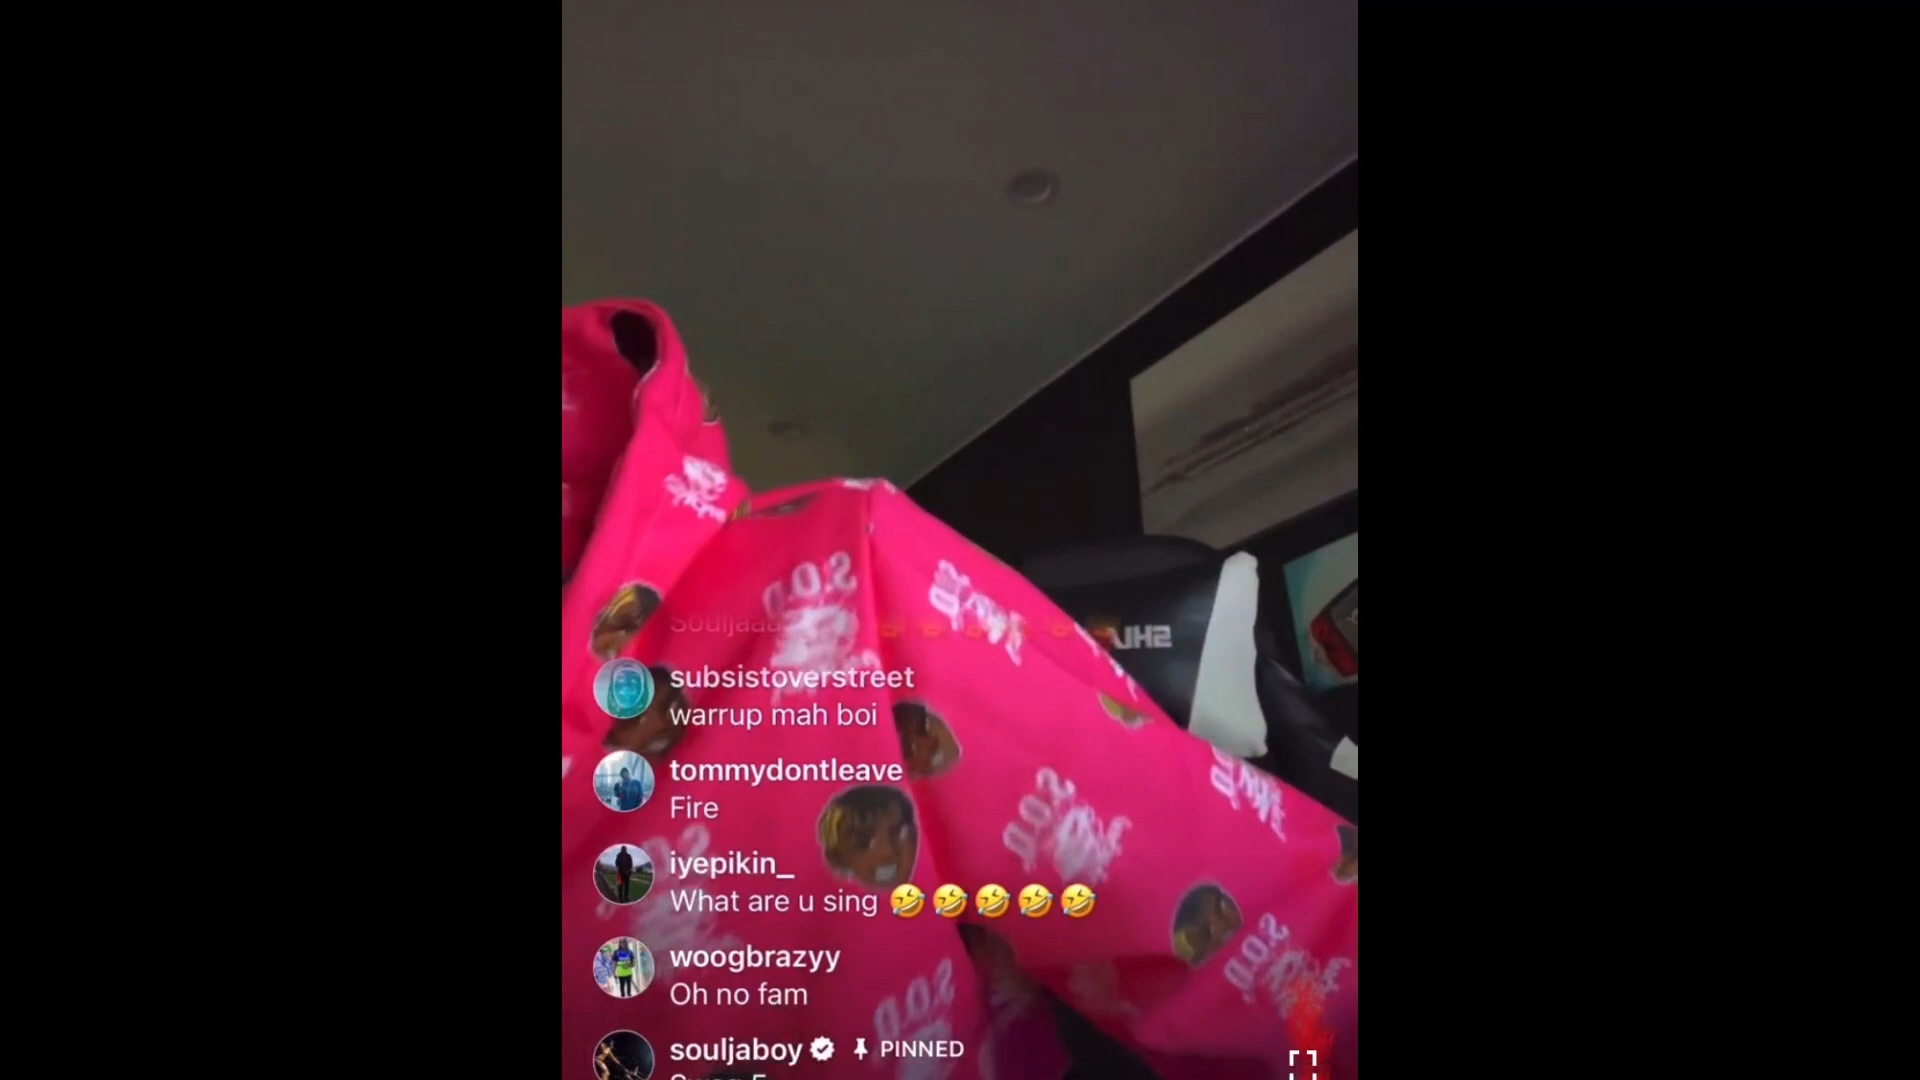 subsistoverstreet
warrup mah boi
tommydontleave
Fire
iyepikin_
What are u sing 🤣🤣🤣🤣🤣
woogbrazyy
Oh no fam
souljaboy PINNED
S.O.D
S.O.D
S.O.D
S.O.D
S.O.D